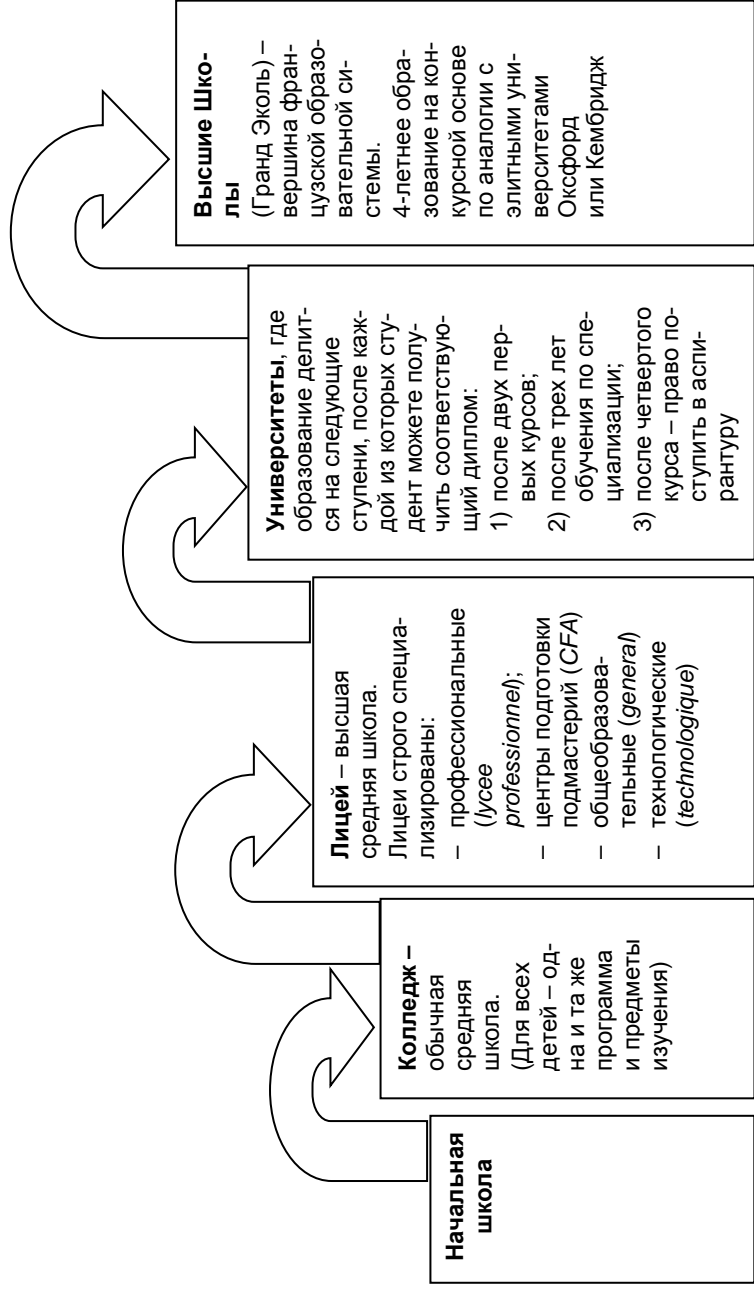 Начальная
школа
Колледж –
обычная
средняя
школа.
(Для всех
детей – од-
на и та же
программа
и предметы
изучения)
Лицей – высшая
средняя школа.
Лицеи строго специа-
лизированы:
– профессиональные
(lycee
professionnel);
– центры подготовки
подмастерий (CFA)
– общеобразова-
тельные (general)
– технологические
(technologique)
Университеты, где
образование делит-
ся на следующие
ступени, после каж-
дой из которых сту-
дент можете полу-
чить соответствую-
щий диплом:
1) после двух пер-
вых курсов;
2) после трех лет
обучения по спе-
циализации;
3) после четвертого
курса – право по-
ступить в аспи-
рантуру
Высшие Шко-
лы
(Гранд Эколь) –
вершина фран-
цузской образо-
вательной си-
стемы.
4-летнее обра-
зование на кон-
курсной основе
по аналогии с
элитными уни-
верситетами
Оксфорд
или Кембридж